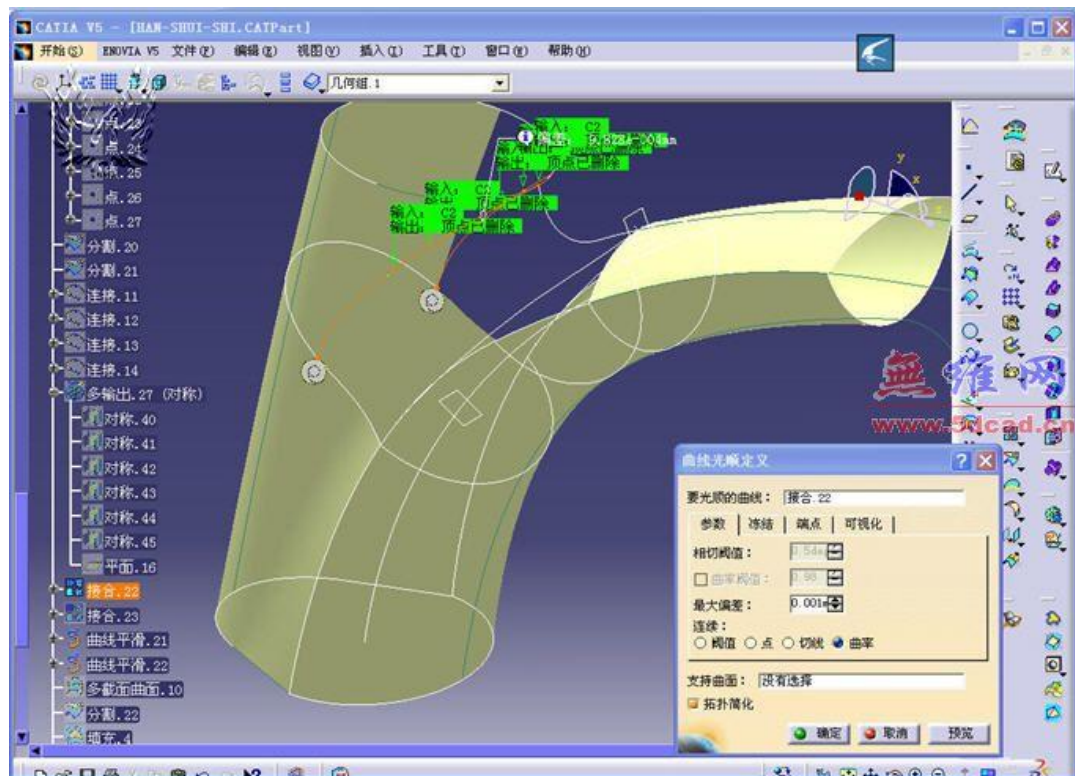 CATIA V5 - [HAN-SHUI-SHI.CATPart]
开始(S) ENOVIA V5 文件(F) 编辑(E) 视图(V) 插入(I) 工具(T) 窗口(W) 帮助(H)
几何组.1
点.24
点.25
点.26
点.27
分割.20
分割.21
连接.11
连接.12
连接.13
连接.14
多输出.27 (对称)
对称.40
对称.41
对称.42
对称.43
对称.44
对称.45
平面.16
接合.22
接合.23
曲线平滑.21
曲线平滑.22
多截面曲面.10
分割.22
填充.4
输入: C2
顶点已删除
输入: C3
顶点已删除
输入: C2
输出: 顶点已删除
y
x
無維网
www.5dcad.cn
曲线光顺定义
要光顺的曲线: 接合.22
参数 冻结 端点 可视化
相切阈值:
曲率阈值: 0.98
最大偏差: 0.001
连续:
阈值 点 切线 曲率
支持曲面: 没有选择
拓扑简化
确定 取消 预览